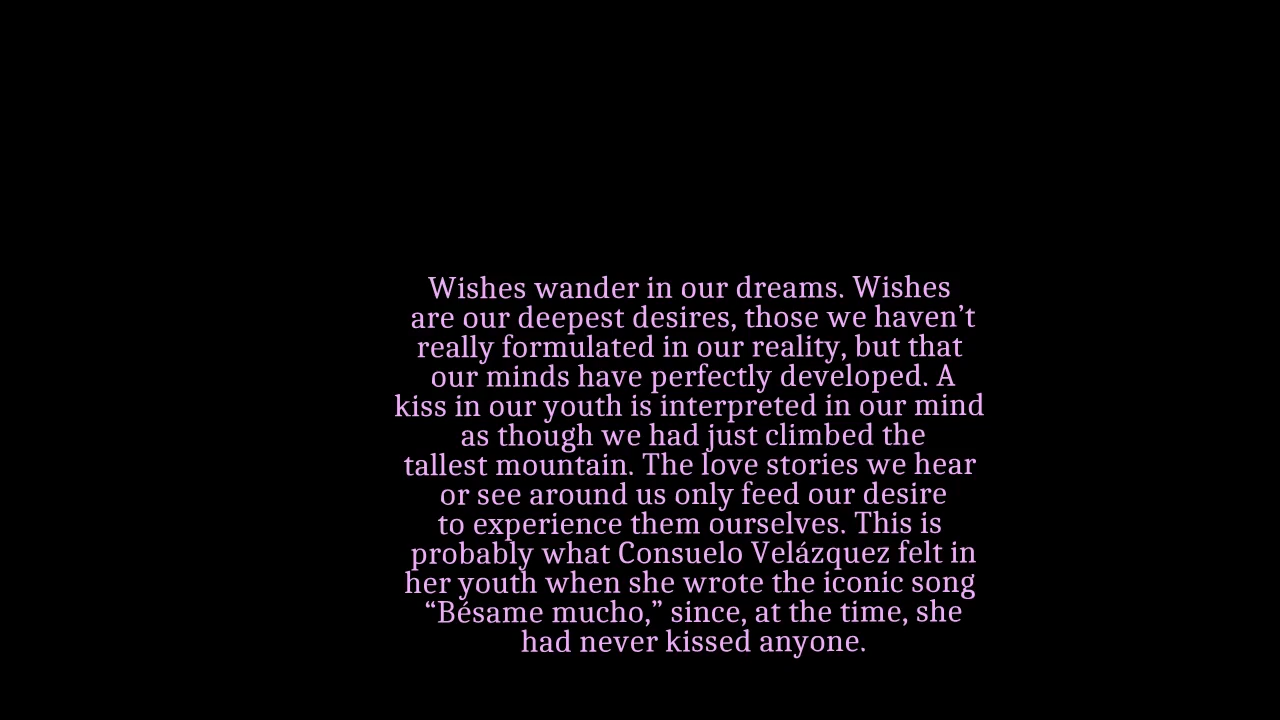 Wishes wander in our dreams. Wishes
are our deepest desires, those we haven’t
really formulated in our reality, but that
our minds have perfectly developed. A
kiss in our youth is interpreted in our mind
as though we had just climbed the
tallest mountain. The love stories we hear
or see around us only feed our desire
to experience them ourselves. This is
probably what Consuelo Velázquez felt in
her youth when she wrote the iconic song
“Bésame mucho,” since, at the time, she
had never kissed anyone.